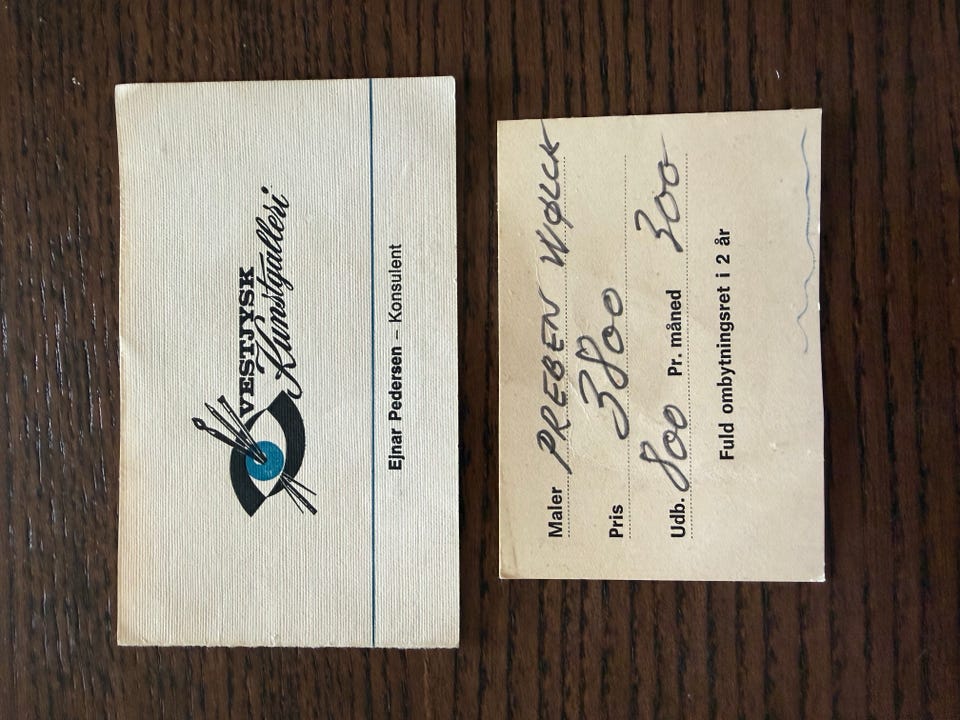 VESTJYSK
Kunstgalleri
Ejnar Pedersen – Konsulent
Maler PREBEN WØLCK
Pris 3800
Udb. 800 Pr. måned 300
Fuld ombytningsret i 2 år